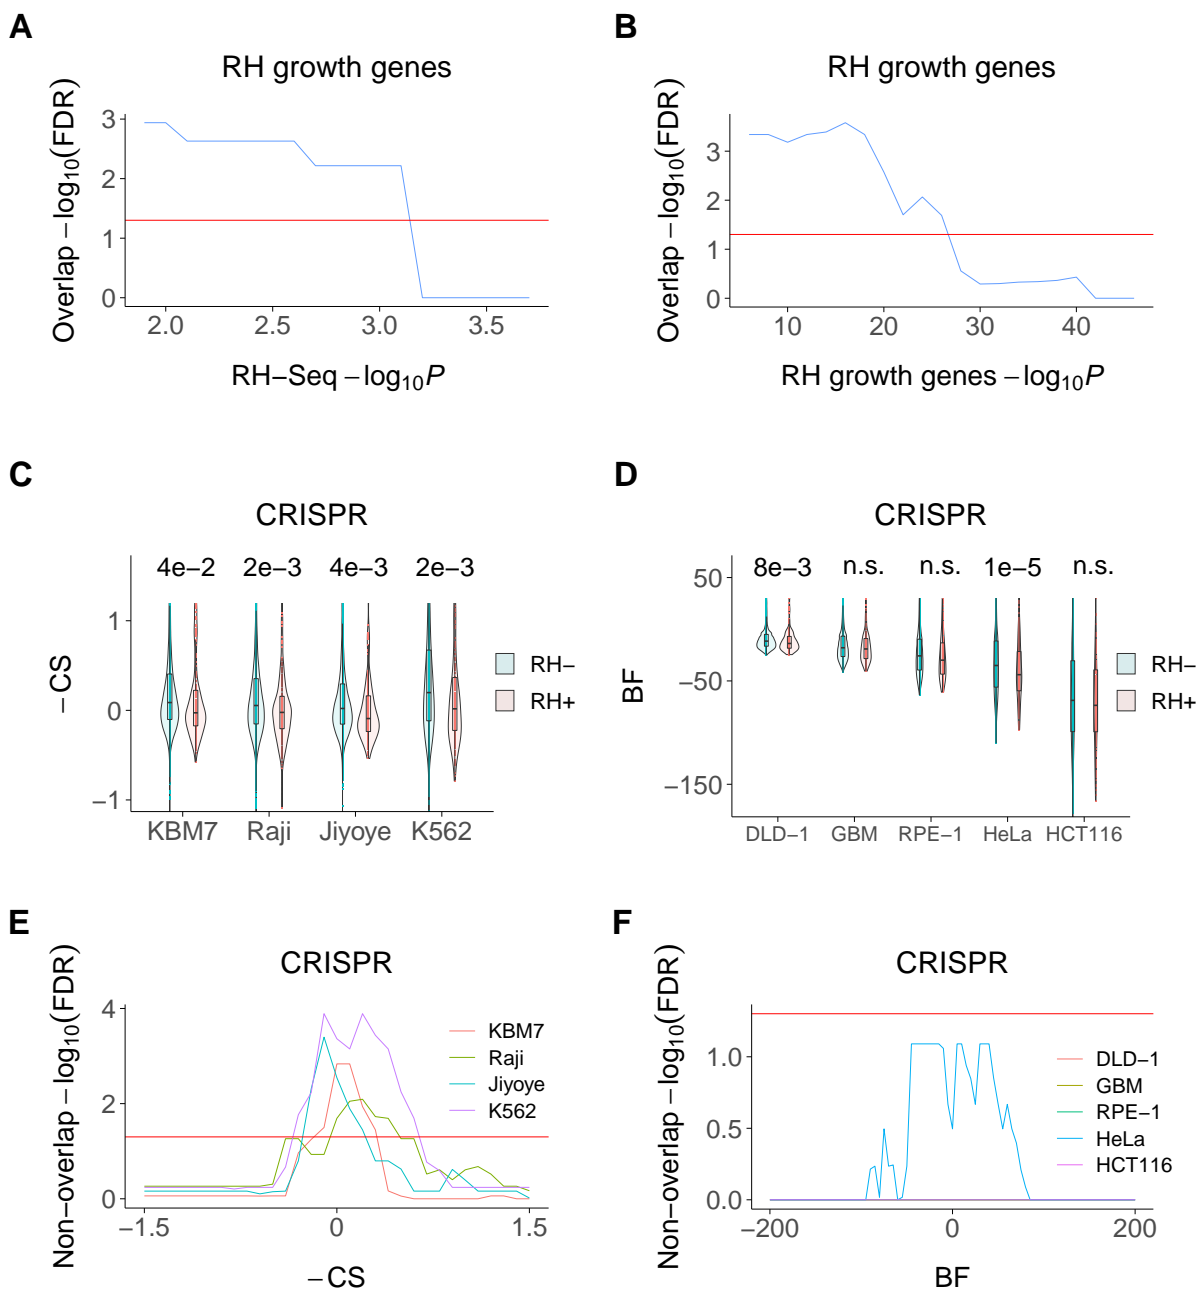 A
RH growth genes
Overlap −log10(FDR)
3
2
1
0
2.0 2.5 3.0 3.5
RH−Seq −log10P
B
RH growth genes
Overlap −log10(FDR)
3
2
1
0
10 20 30 40
RH growth genes −log10P
C
CRISPR
−CS
4e−2 2e−3 4e−3 2e−3
1
0
−1
KBM7 Raji Jiyoye K562
RH−
RH+
D
CRISPR
BF
8e−3 n.s. n.s. 1e−5 n.s.
50
−50
−150
DLD−1 GBM RPE−1 HeLa HCT116
RH−
RH+
E
CRISPR
Non−overlap −log10(FDR)
4
2
0
KBM7
Raji
Jiyoye
K562
−1.5 0 1.5
−CS
F
CRISPR
Non−overlap −log10(FDR)
1.0
0.5
0.0
DLD−1
GBM
RPE−1
HeLa
HCT116
−200 0 200
BF